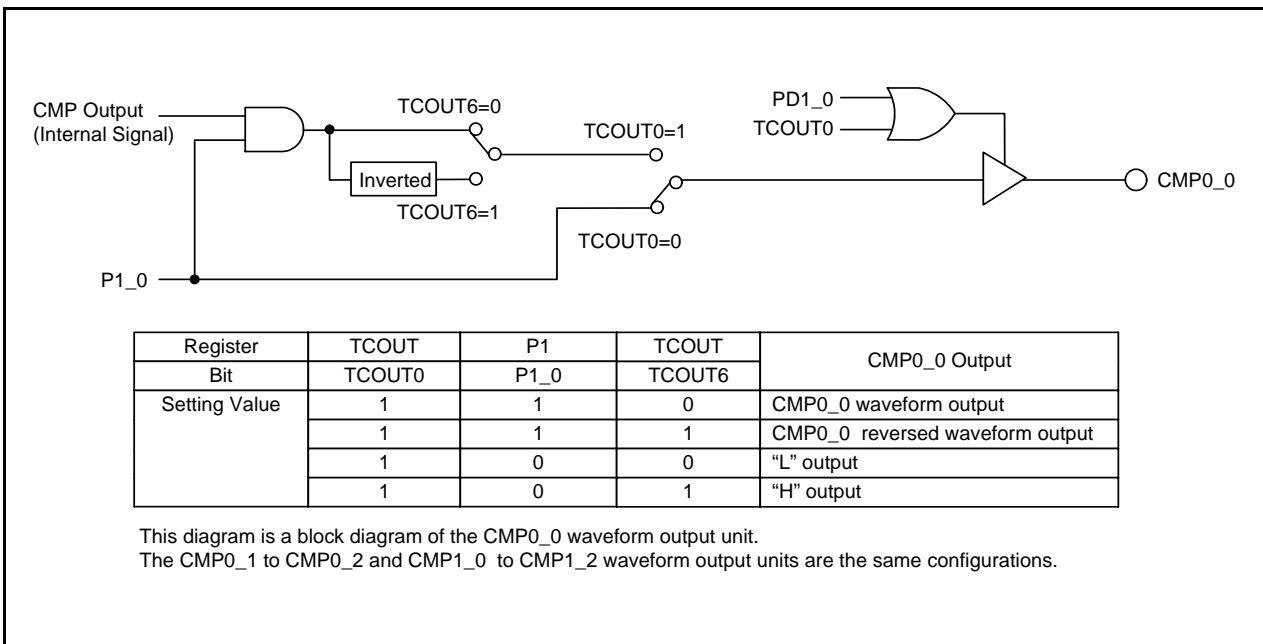 CMP Output
(Internal Signal)
TCOUT6=0
Inverted
TCOUT6=1
TCOUT0=1
TCOUT0=0
PD1_0
TCOUT0
CMP0_0
P1_0
Register TCOUT P1 TCOUT CMP0_0 Output
Bit TCOUT0 P1_0 TCOUT6
Setting Value 1 1 0 CMP0_0 waveform output
1 1 1 CMP0_0 reversed waveform output
1 0 0 “L” output
1 0 1 “H” output
This diagram is a block diagram of the CMP0_0 waveform output unit.
The CMP0_1 to CMP0_2 and CMP1_0 to CMP1_2 waveform output units are the same configurations.